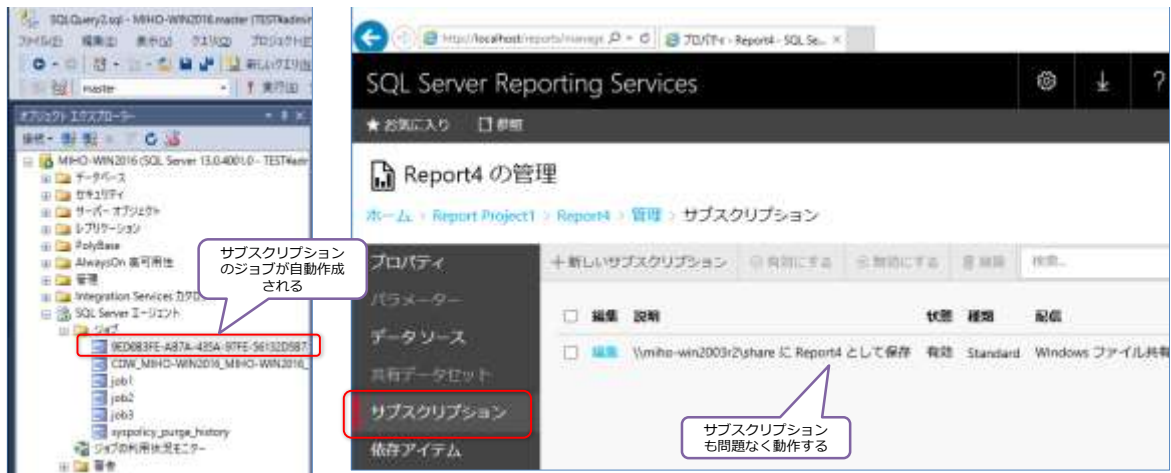 SQLQuery2.sql - MIHO-WIN2016.master (TEST\admin
master
オブジェクト エクスプローラー
MIHO-WIN2016 (SQL Server 13.0.4001.0 - TEST\adm
データベース
セキュリティ
サーバー オブジェクト
レプリケーション
PolyBase
AlwaysOn 高可用性
管理
Integration Services カタログ
SQL Server エージェント
ジョブ
CDW_MIHO-WIN2016_MIHO-WIN2016_
job1
job2
job3
syspolicy_purge_history
ジョブの利用状況モニター
サブスクリプション
のジョブが自動作成
される
http://localhost/reports/manage
プロパティ - Report4 - SQL Se...
SQL Server Reporting Services
?
★ お気に入り 参照
Report4 の管理
ホーム > Report Project1 > Report4 > 管理 > サブスクリプション
プロパティ
パラメーター
データ ソース
共有データセット
サブスクリプション
依存アイテム
+ 新しいサブスクリプション 有効にする 無効にする 削除 検索...
編集 説明 状態 種類 配信
編集 \\miho-win2003r2\share に Report4 として保存 有効 Standard Windows ファイル共有
サブスクリプション
も問題なく動作する